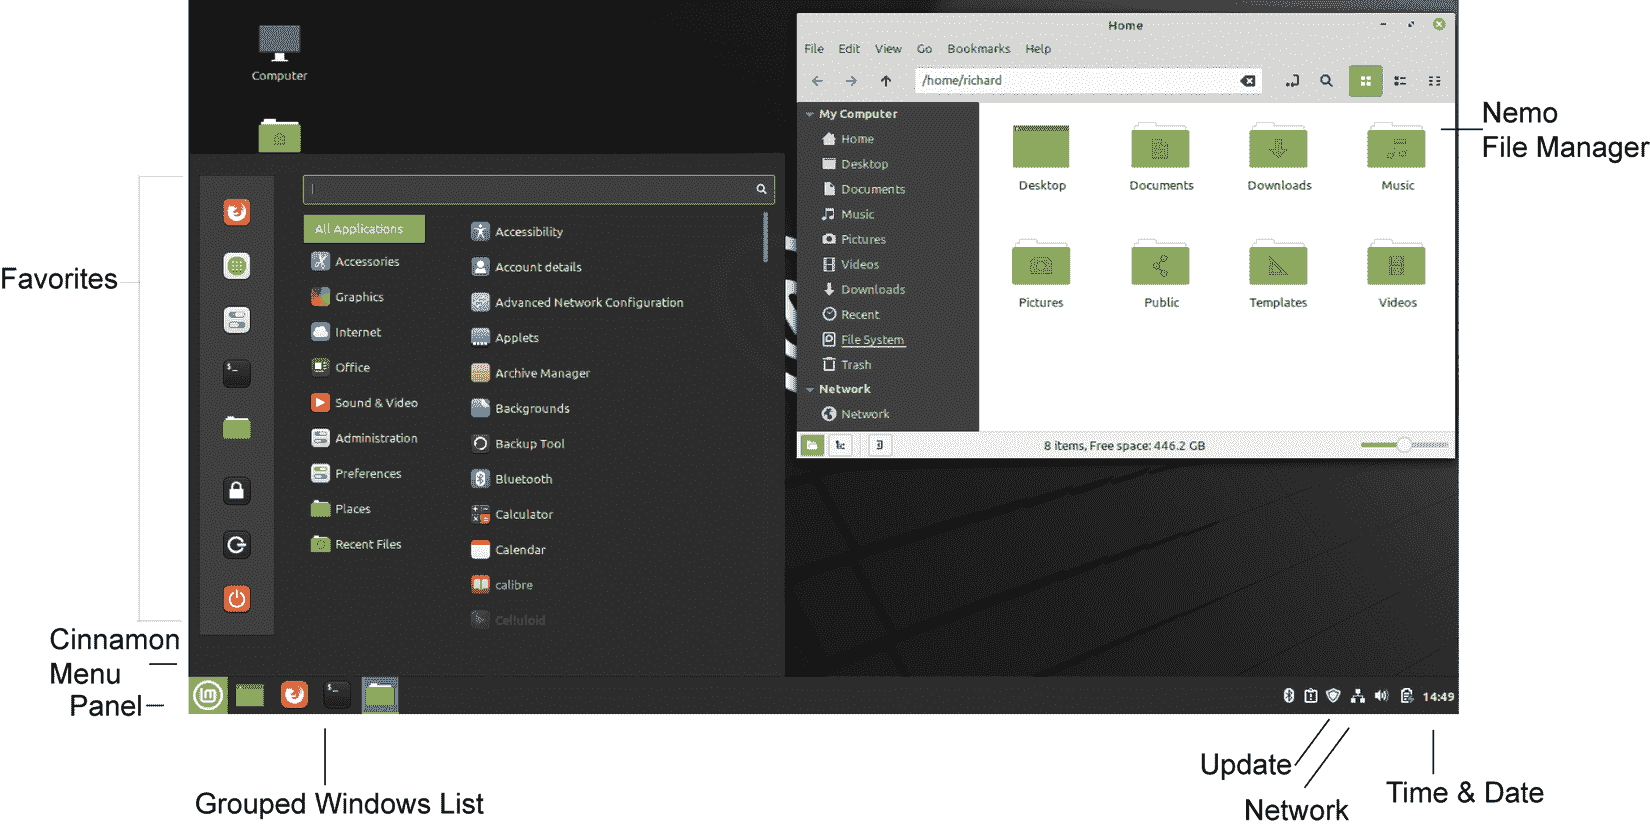 Computer
Home
File Edit View Go Bookmarks Help
/home/richard
My Computer
Home
Desktop
Documents
Music
Pictures
Videos
Downloads
Recent
File System
Trash
Network
Network
Desktop
Documents
Downloads
Music
Pictures
Public
Templates
Videos
8 items, Free space: 446.2 GB
Nemo
File Manager
Favorites
All Applications
Accessories
Graphics
Internet
Office
Sound & Video
Administration
Preferences
Places
Recent Files
Accessibility
Account details
Advanced Network Configuration
Applets
Archive Manager
Backgrounds
Backup Tool
Bluetooth
Calculator
Calendar
calibre
Celluloid
Cinnamon
Menu
Panel
14:49
Grouped Windows List
Update
Network
Time & Date